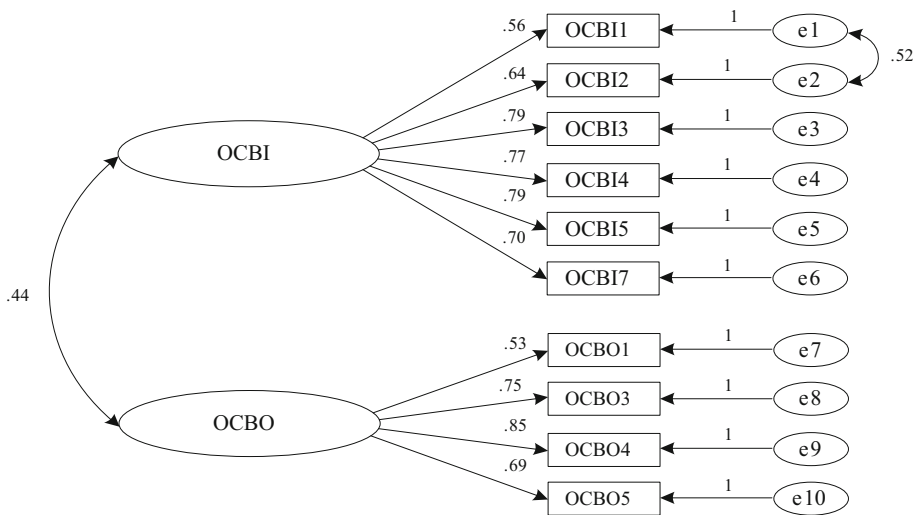 .56 OCBI1 1 e1
.52
.64 OCBI2 1 e2
.79 OCBI3 1 e3
OCBI
.77 OCBI4 1 e4
.79 OCBI5 1 e5
.70 OCBI7 1 e6
.44
.53 OCBO1 1 e7
.75 OCBO3 1 e8
OCBO
.85 OCBO4 1 e9
.69 OCBO5 1 e10